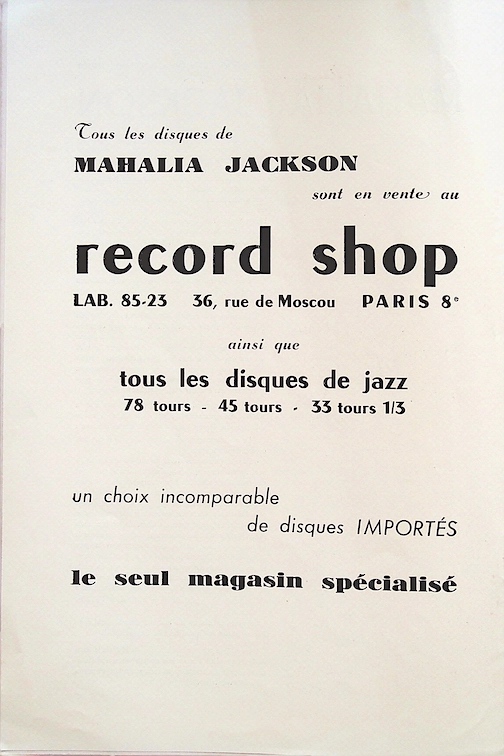 Tous les disques de
MAHALIA JACKSON
sont en vente au
record shop
LAB. 85-23 36, rue de Moscou PARIS 8e
ainsi que
tous les disques de jazz
78 tours - 45 tours - 33 tours 1/3
un choix incomparable
de disques IMPORTÉS
le seul magasin spécialisé